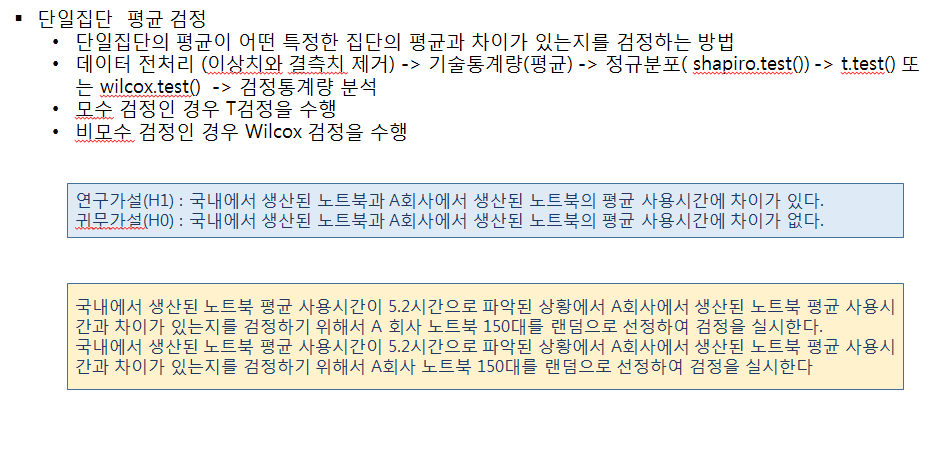 ▪ 단일집단 평균 검정
• 단일집단의 평균이 어떤 특정한 집단의 평균과 차이가 있는지를 검정하는 방법
• 데이터 전처리 (이상치와 결측치 제거) -> 기술통계량(평균) -> 정규분포( shapiro.test()) -> t.test() 또
는 wilcox.test() -> 검정통계량 분석
• 모수 검정인 경우 T검정을 수행
• 비모수 검정인 경우 Wilcox 검정을 수행
연구가설(H1) : 국내에서 생산된 노트북과 A회사에서 생산된 노트북의 평균 사용시간에 차이가 있다.
귀무가설(H0) : 국내에서 생산된 노트북과 A회사에서 생산된 노트북의 평균 사용시간에 차이가 없다.
국내에서 생산된 노트북 평균 사용시간이 5.2시간으로 파악된 상황에서 A회사에서 생산된 노트북 평균 사용시
간과 차이가 있는지를 검정하기 위해서 A 회사 노트북 150대를 랜덤으로 선정하여 검정을 실시한다.
국내에서 생산된 노트북 평균 사용시간이 5.2시간으로 파악된 상황에서 A회사에서 생산된 노트북 평균 사용시
간과 차이가 있는지를 검정하기 위해서 A회사 노트북 150대를 랜덤으로 선정하여 검정을 실시한다